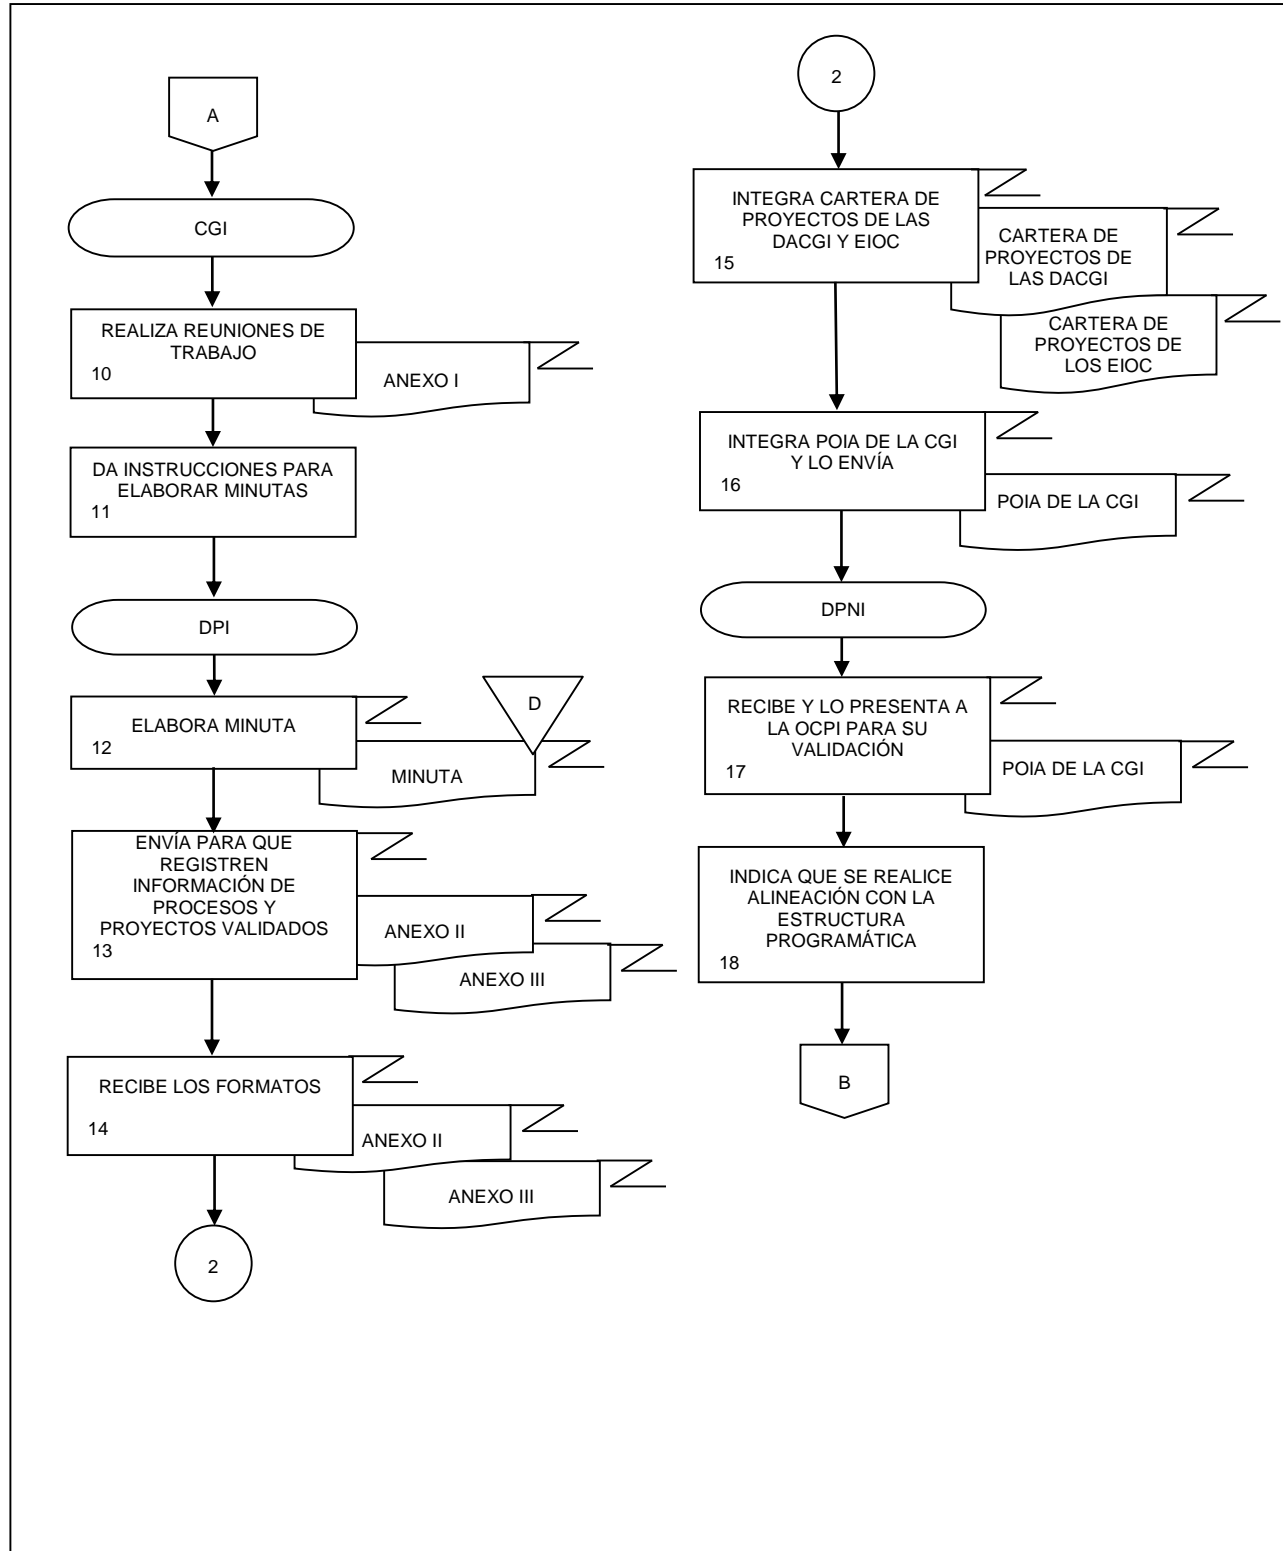 A
CGI
REALIZA REUNIONES DE
TRABAJO
10
ANEXO I
DA INSTRUCCIONES PARA
ELABORAR MINUTAS
11
DPI
ELABORA MINUTA
12
D
MINUTA
ENVÍA PARA QUE
REGISTREN
INFORMACIÓN DE
PROCESOS Y
PROYECTOS VALIDADOS
13
ANEXO II
ANEXO III
RECIBE LOS FORMATOS
14
ANEXO II
ANEXO III
2
2
INTEGRA CARTERA DE
PROYECTOS DE LAS
DACGI Y EIOC
15
CARTERA DE
PROYECTOS DE
LAS DACGI
CARTERA DE
PROYECTOS DE
LOS EIOC
INTEGRA POIA DE LA CGI
Y LO ENVÍA
16
POIA DE LA CGI
DPNI
RECIBE Y LO PRESENTA A
LA OCPI PARA SU
VALIDACIÓN
17
POIA DE LA CGI
INDICA QUE SE REALICE
ALINEACIÓN CON LA
ESTRUCTURA
PROGRAMÁTICA
18
B